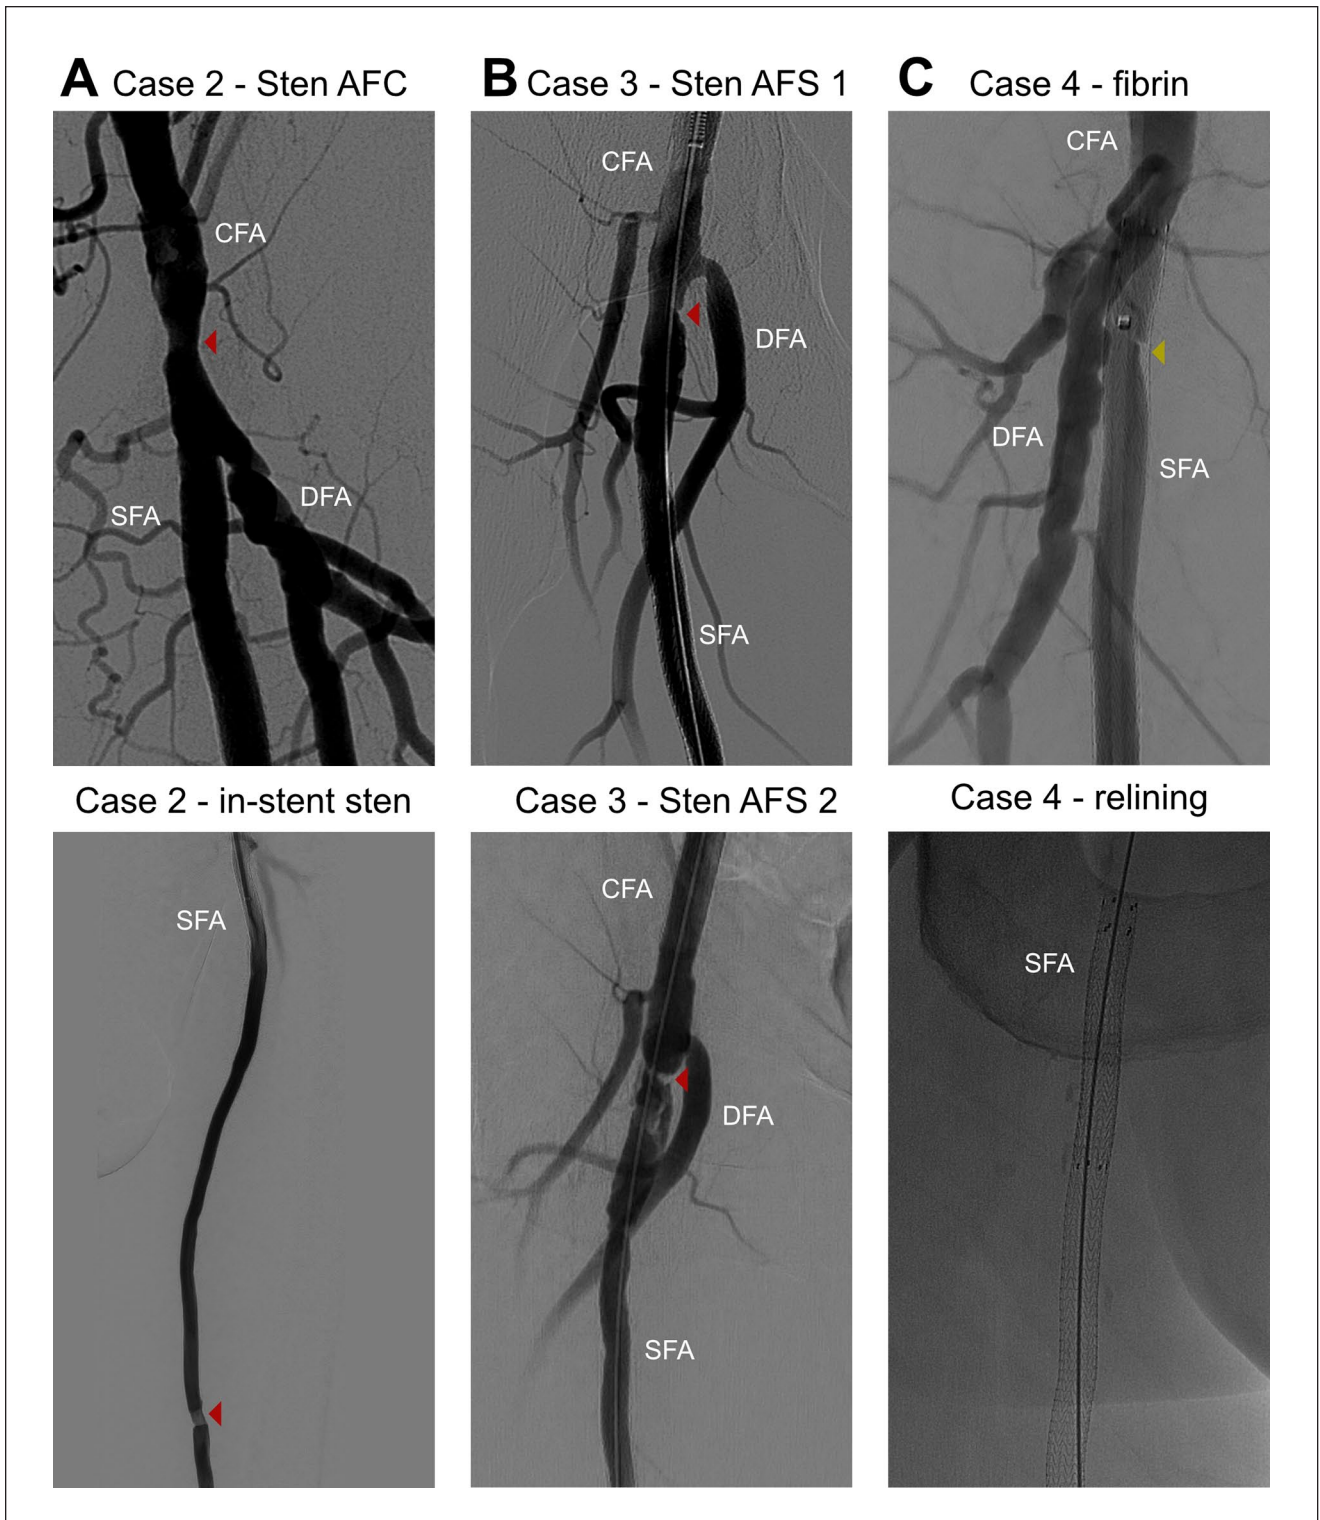 A Case 2 - Sten AFC
CFA
SFA
DFA
Case 2 - in-stent sten
SFA
B Case 3 - Sten AFS 1
CFA
DFA
SFA
Case 3 - Sten AFS 2
CFA
DFA
SFA
C Case 4 - fibrin
CFA
DFA
SFA
Case 4 - relining
SFA